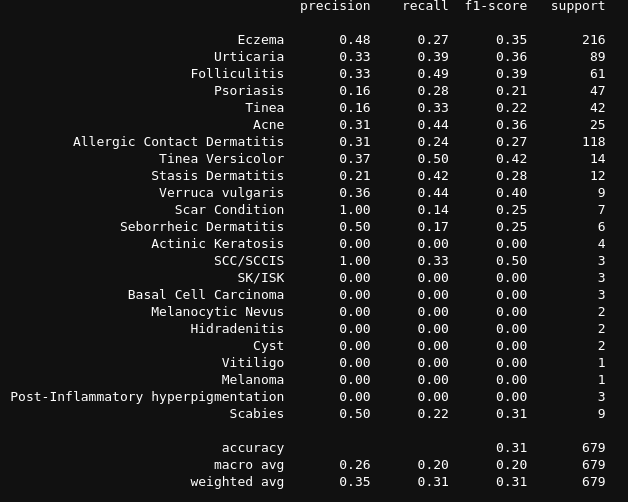 precision recall f1-score support
Eczema 0.48 0.27 0.35 216
Urticaria 0.33 0.39 0.36 89
Folliculitis 0.33 0.49 0.39 61
Psoriasis 0.16 0.28 0.21 47
Tinea 0.16 0.33 0.22 42
Acne 0.31 0.44 0.36 25
Allergic Contact Dermatitis 0.31 0.24 0.27 118
Tinea Versicolor 0.37 0.50 0.42 14
Stasis Dermatitis 0.21 0.42 0.28 12
Verruca vulgaris 0.36 0.44 0.40 9
Scar Condition 1.00 0.14 0.25 7
Seborrheic Dermatitis 0.50 0.17 0.25 6
Actinic Keratosis 0.00 0.00 0.00 4
SCC/SCCIS 1.00 0.33 0.50 3
SK/ISK 0.00 0.00 0.00 3
Basal Cell Carcinoma 0.00 0.00 0.00 3
Melanocytic Nevus 0.00 0.00 0.00 2
Hidradenitis 0.00 0.00 0.00 2
Cyst 0.00 0.00 0.00 2
Vitiligo 0.00 0.00 0.00 1
Melanoma 0.00 0.00 0.00 1
Post-Inflammatory hyperpigmentation 0.00 0.00 0.00 3
Scabies 0.50 0.22 0.31 9
accuracy 0.31 679
macro avg 0.26 0.20 0.20 679
weighted avg 0.35 0.31 0.31 679